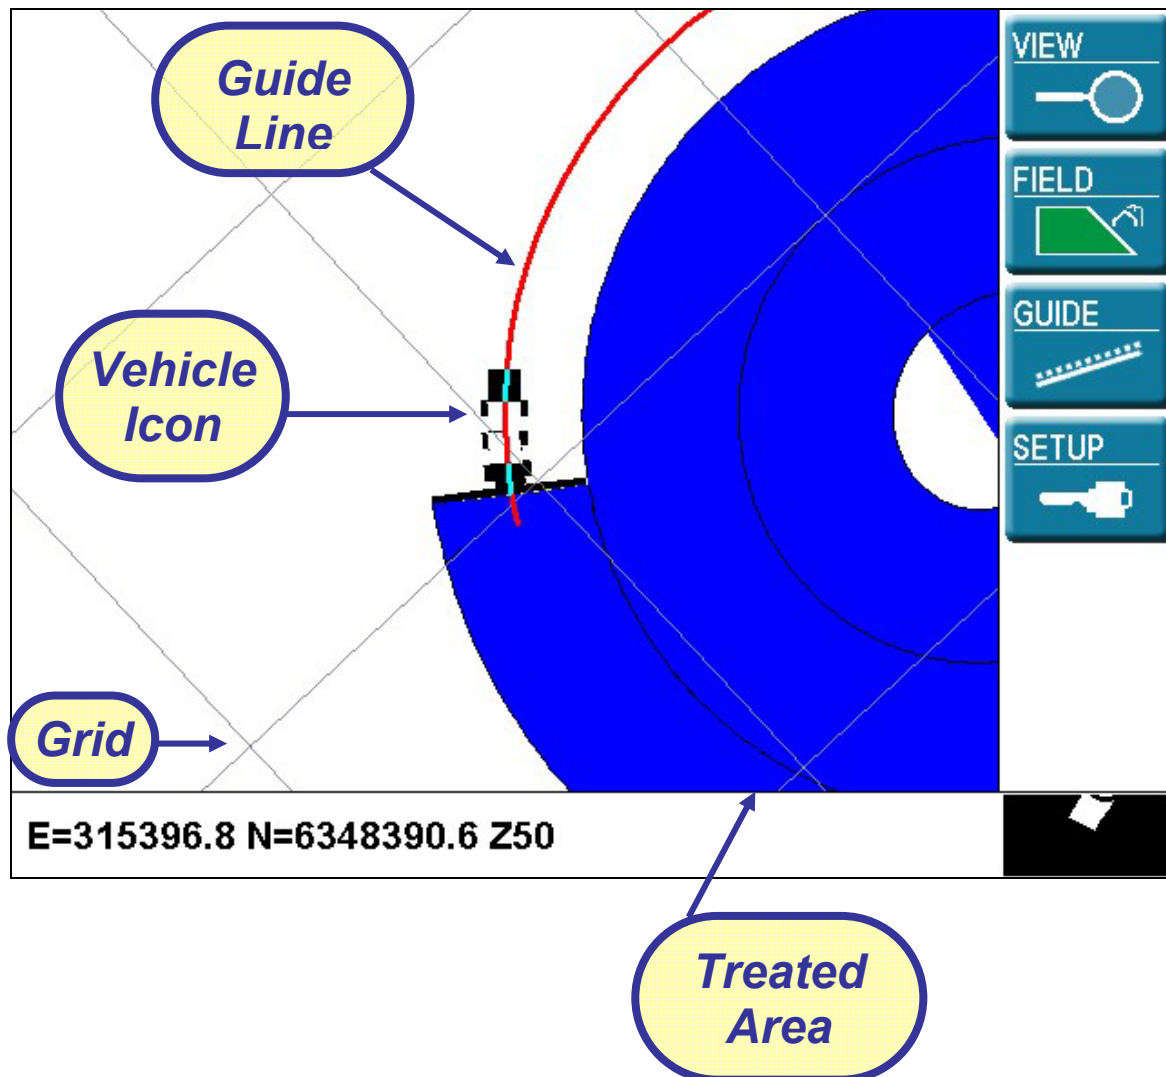 Guide
Line
Vehicle
Icon
Grid
VIEW
FIELD
GUIDE
SETUP
E=315396.8 N=6348390.6 Z50
Treated
Area